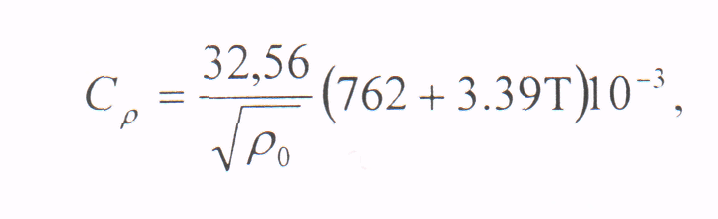 C_ρ = 32,56/√ρ₀ (762 + 3.39T)10⁻³,